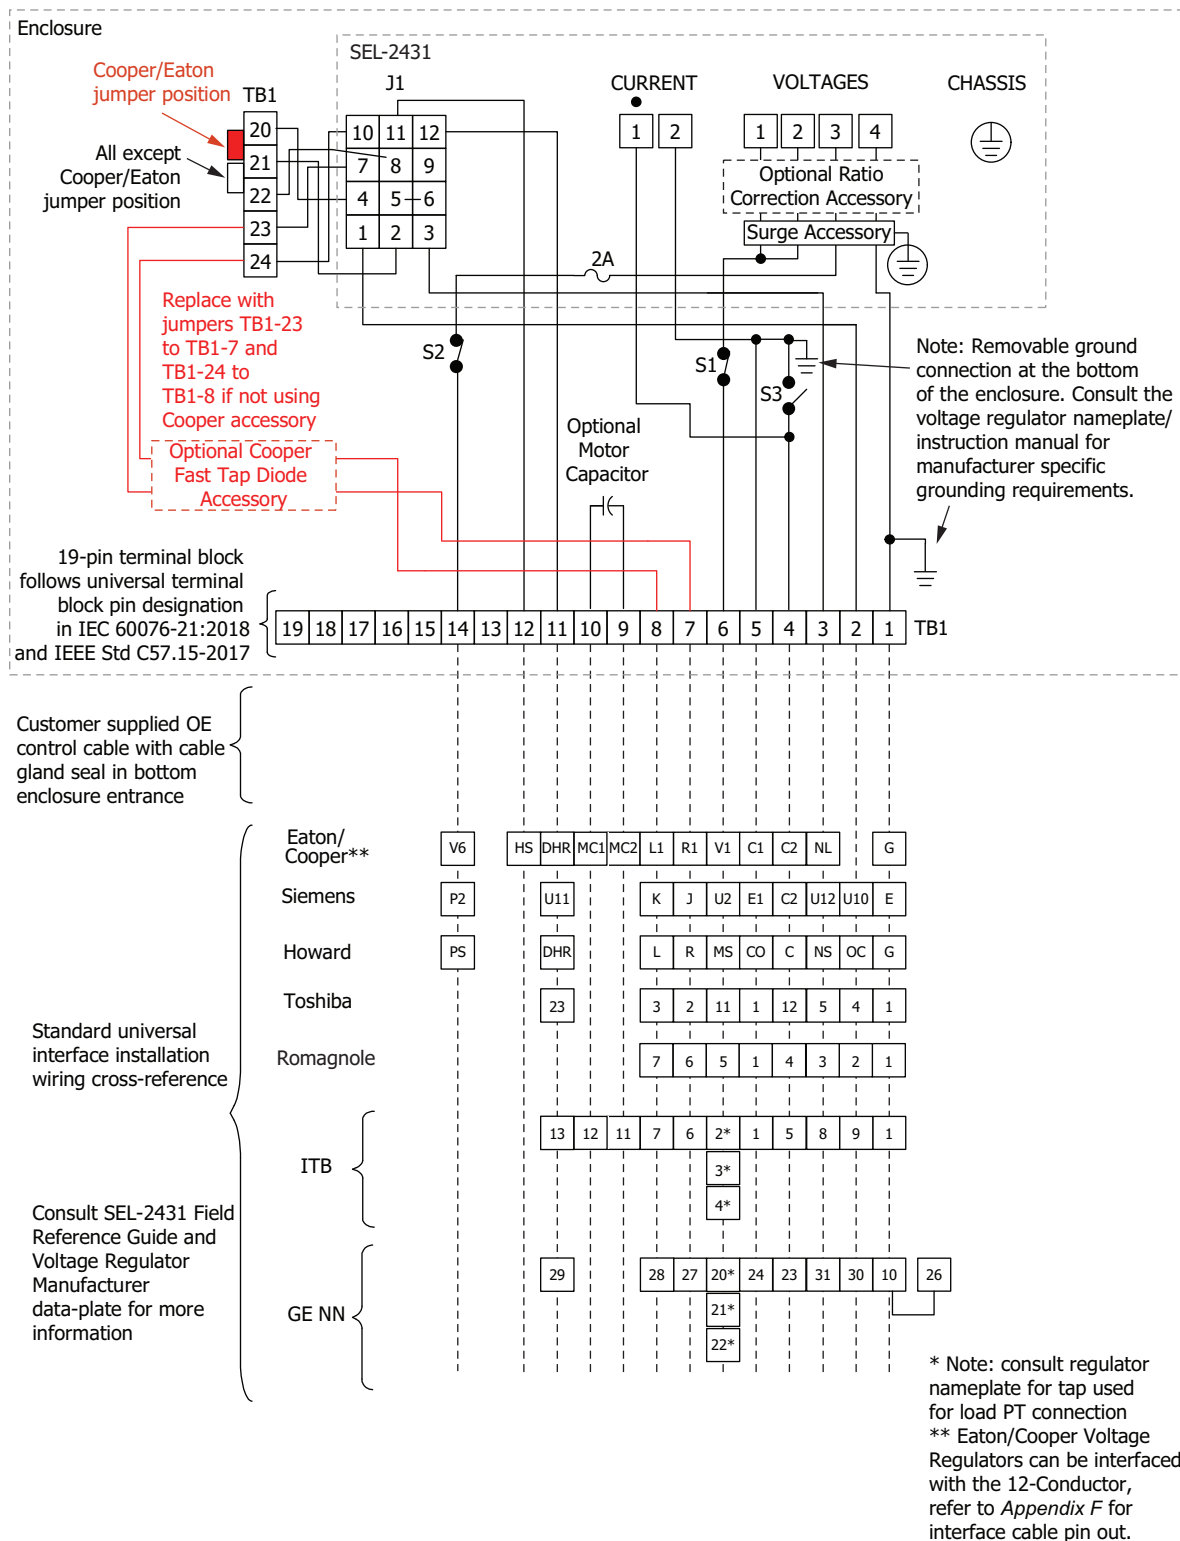 Enclosure
SEL-2431
Cooper/Eaton
jumper position
TB1
J1
CURRENT
VOLTAGES
CHASSIS
20
21
22
23
24
All except
Cooper/Eaton
jumper position
10 11 12
7 8 9
4 5 6
1 2 3
1 2
1 2 3 4
Optional Ratio
Correction Accessory
Surge Accessory
2A
Replace with
jumpers TB1-23
to TB1-7 and
TB1-24 to
TB1-8 if not using
Cooper accessory
S2
S1
S3
Note: Removable ground
connection at the bottom
of the enclosure. Consult the
voltage regulator nameplate/
instruction manual for
manufacturer specific
grounding requirements.
Optional
Motor
Capacitor
Optional Cooper
Fast Tap Diode
Accessory
19-pin terminal block
follows universal terminal
block pin designation
in IEC 60076-21:2018
and IEEE Std C57.15-2017
19 18 17 16 15 14 13 12 11 10 9 8 7 6 5 4 3 2 1 TB1
Customer supplied OE
control cable with cable
gland seal in bottom
enclosure entrance
Eaton/
Cooper**
V6 HS DHR MC1 MC2 L1 R1 V1 C1 C2 NL G
Siemens P2 U11 K J U2 E1 C2 U12 U10 E
Howard PS DHR L R MS CO C NS OC G
Toshiba 23 3 2 11 1 12 5 4 1
Standard universal
interface installation
wiring cross-reference
Romagnole 7 6 5 1 4 3 2 1
ITB 13 12 11 7 6 2* 1 5 8 9 1
3*
4*
Consult SEL-2431 Field
Reference Guide and
Voltage Regulator
Manufacturer
data-plate for more
information
GE NN 29 28 27 20* 24 23 31 30 10 26
21*
22*
* Note: consult regulator
nameplate for tap used
for load PT connection
** Eaton/Cooper Voltage
Regulators can be interfaced
with the 12-Conductor,
refer to Appendix F for
interface cable pin out.